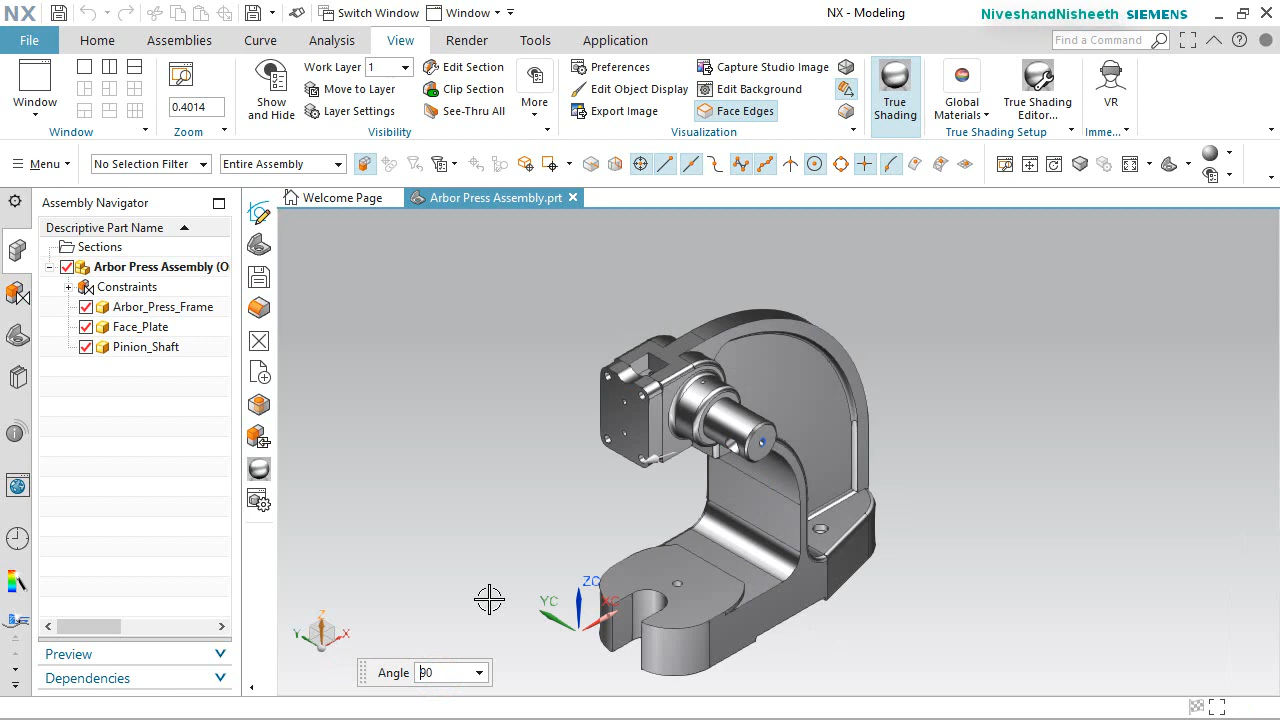 NX
Switch Window
Window
NX - Modeling
NiveshandNisheeth SIEMENS
File
Home
Assemblies
Curve
Analysis
View
Render
Tools
Application
Find a Command
Window
Window
0.4014
Zoom
Show and Hide
Work Layer 1
Move to Layer
Layer Settings
Edit Section
Clip Section
See-Thru All
More
Visibility
Preferences
Edit Object Display
Export Image
Capture Studio Image
Edit Background
Face Edges
Visualization
True Shading
Global Materials
True Shading Editor...
True Shading Setup
VR
Imme...
Menu
No Selection Filter
Entire Assembly
Assembly Navigator
Welcome Page
Arbor Press Assembly.prt
Descriptive Part Name
Sections
Arbor Press Assembly (O
Constraints
Arbor_Press_Frame
Face_Plate
Pinion_Shaft
ZC
YC
XC
Z
Y
X
Preview
Dependencies
Angle 90